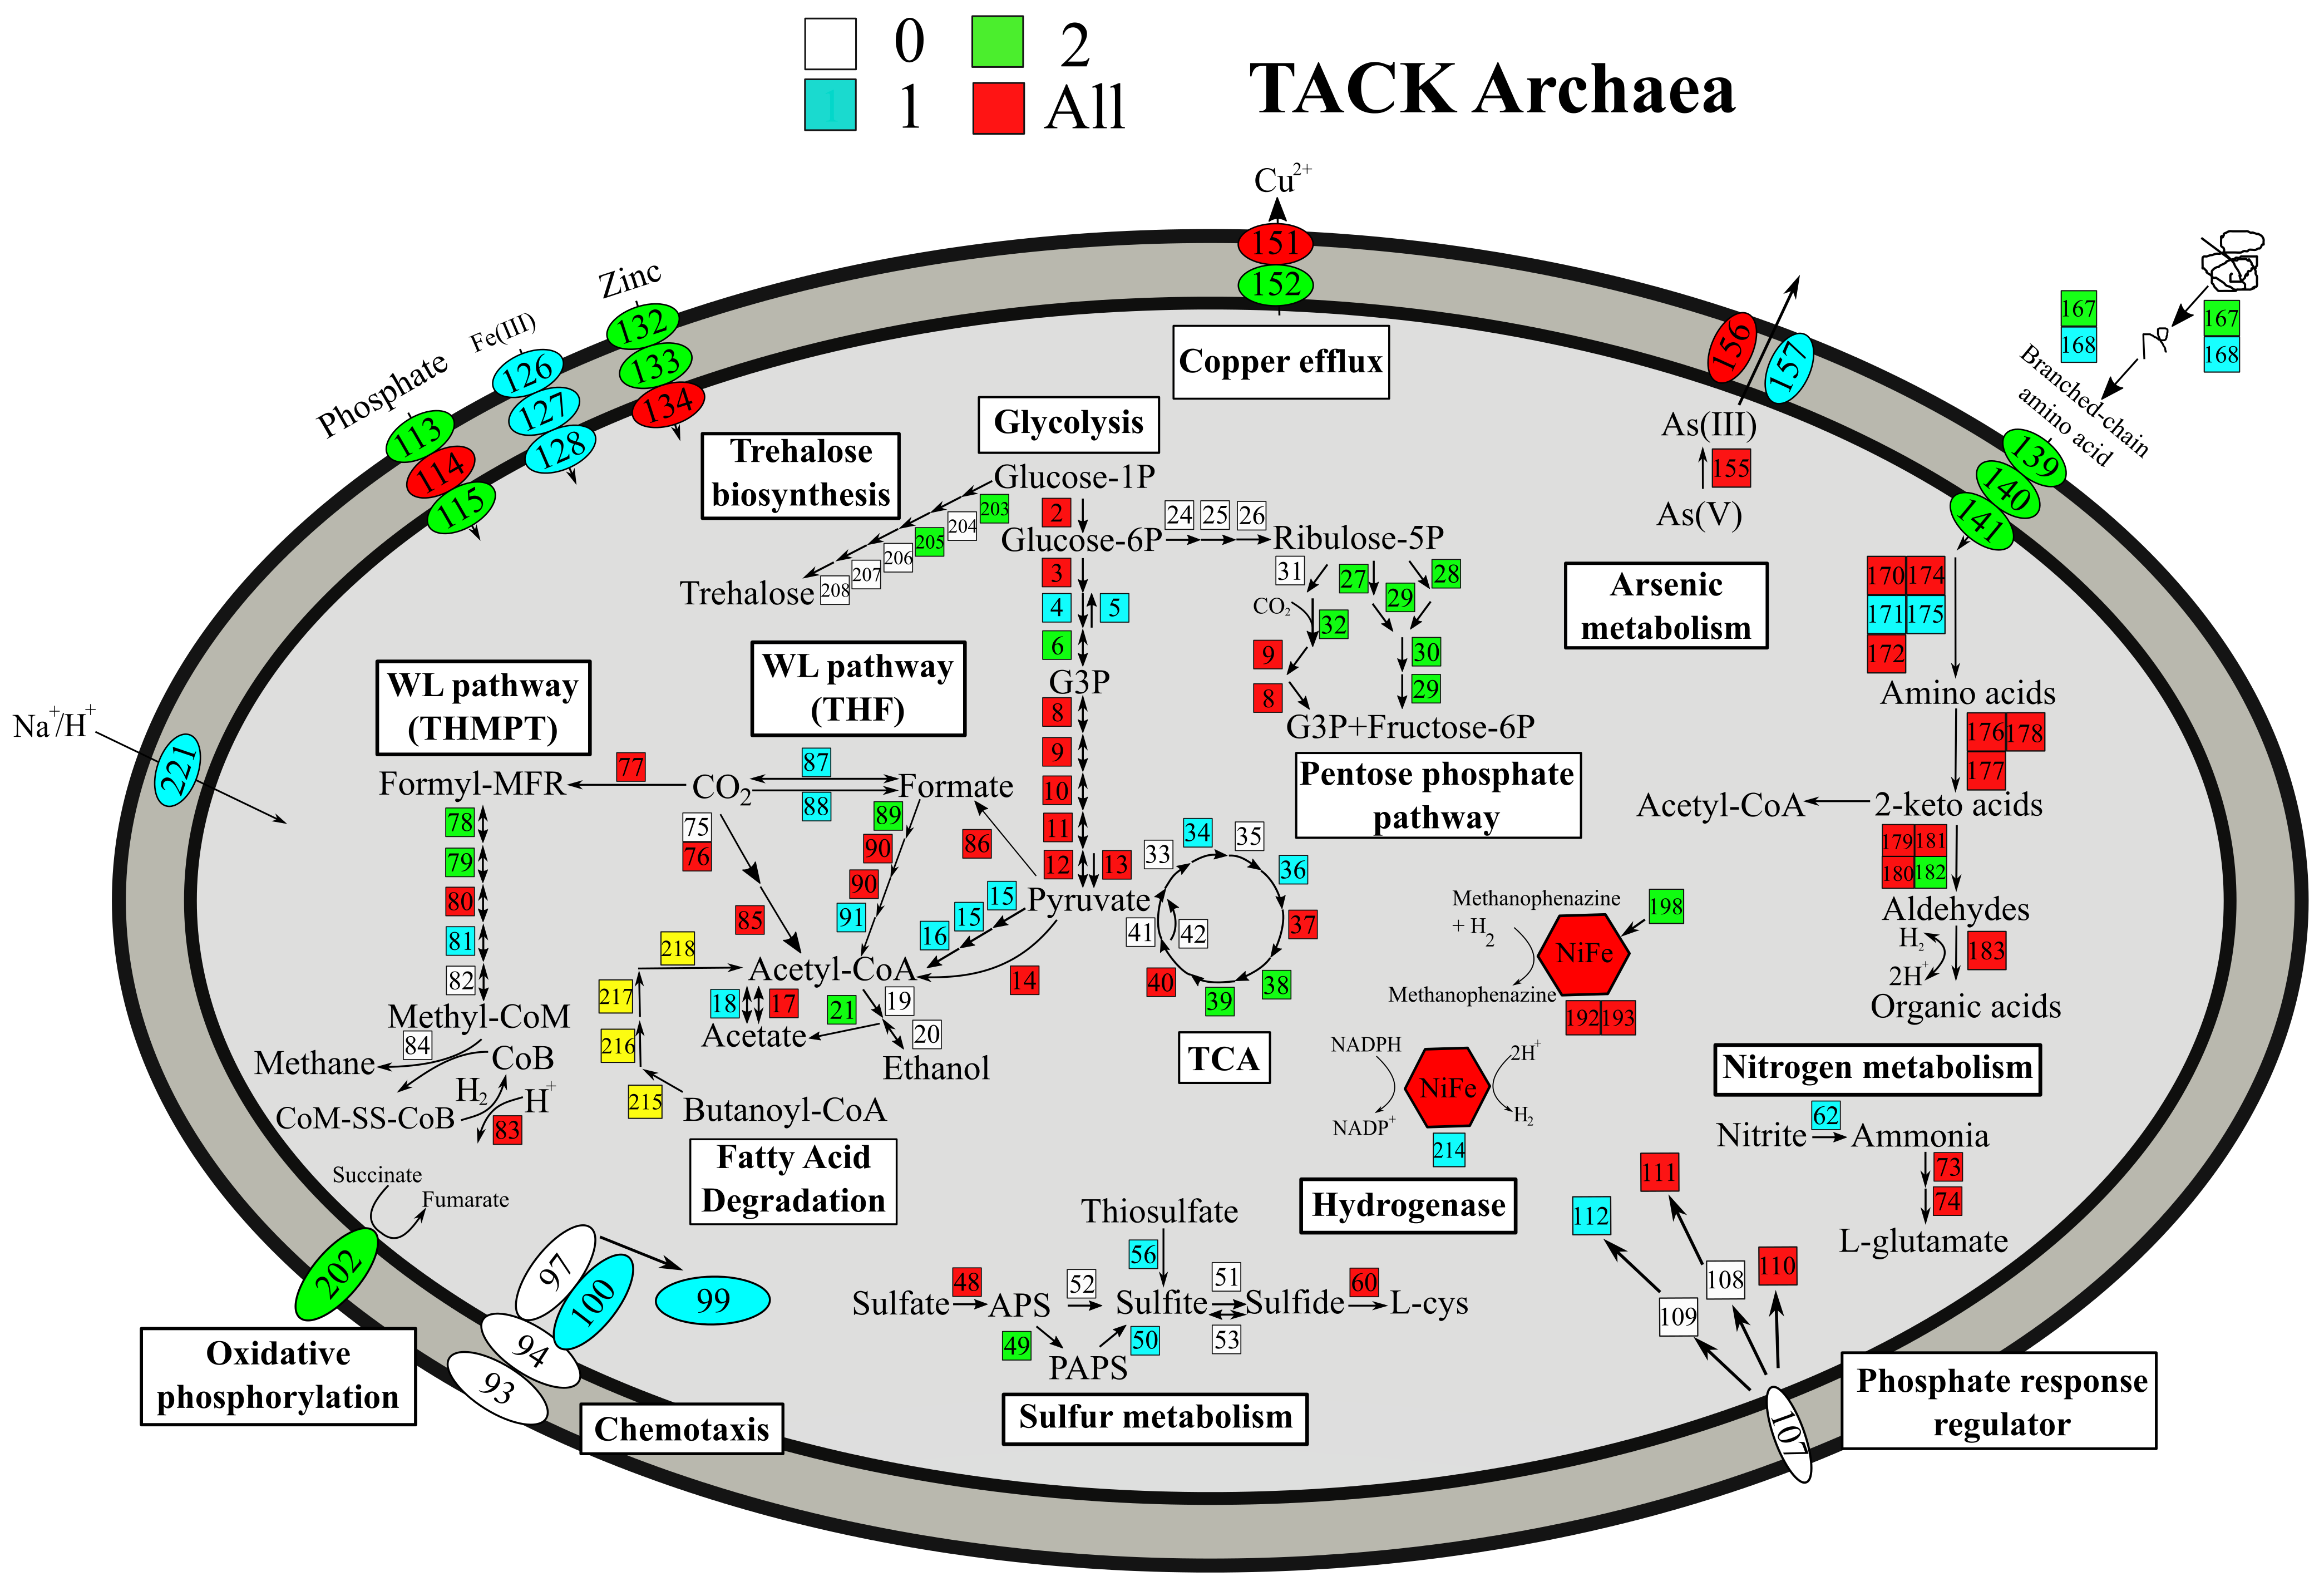 0
2
1
1
All
TACK Archaea
Cu2+
151
152
Copper efflux
Zinc
132
133
134
Fe(III)
126
127
128
Phosphate
113
114
115
156
157
As(III)
155
As(V)
Arsenic
metabolism
167
168
167
168
Branched-chain
amino acid
139
140
141
Trehalose
biosynthesis
Glycolysis
Glucose-1P
203
204
205
206
207
208
Trehalose
2
Glucose-6P
24
25
26
Ribulose-5P
3
4
5
6
G3P
8
9
10
11
12
13
Pyruvate
31
27
29
28
CO2
32
9
30
8
29
G3P+Fructose-6P
Pentose phosphate
pathway
170
174
171
175
172
Amino acids
176
178
177
Acetyl-CoA
2-keto acids
179
181
180
182
Aldehydes
H2
183
2H+
Organic acids
Na+/H+
221
WL pathway
(THMPT)
WL pathway
(THF)
Formyl-MFR
77
CO2
87
88
Formate
78
79
80
81
82
Methyl-CoM
84
Methane
CoB
H2
H+
CoM-SS-CoB
83
75
76
85
89
90
90
91
86
15
15
16
14
218
217
216
215
Acetyl-CoA
18
17
21
19
20
Acetate
Ethanol
Butanoyl-CoA
Fatty Acid
Degradation
33
34
35
36
37
38
39
40
41
42
TCA
Methanophenazine
+ H2
198
NiFe
Methanophenazine
192
193
NADPH
2H+
NiFe
NADP+
H2
214
Hydrogenase
Nitrogen metabolism
Nitrite
62
Ammonia
73
74
L-glutamate
Succinate
Fumarate
202
Oxidative
phosphorylation
97
100
99
94
93
Chemotaxis
Thiosulfate
56
Sulfate
48
APS
52
Sulfite
51
53
Sulfide
60
L-cys
49
PAPS
50
Sulfur metabolism
112
111
110
108
109
107
Phosphate response
regulator